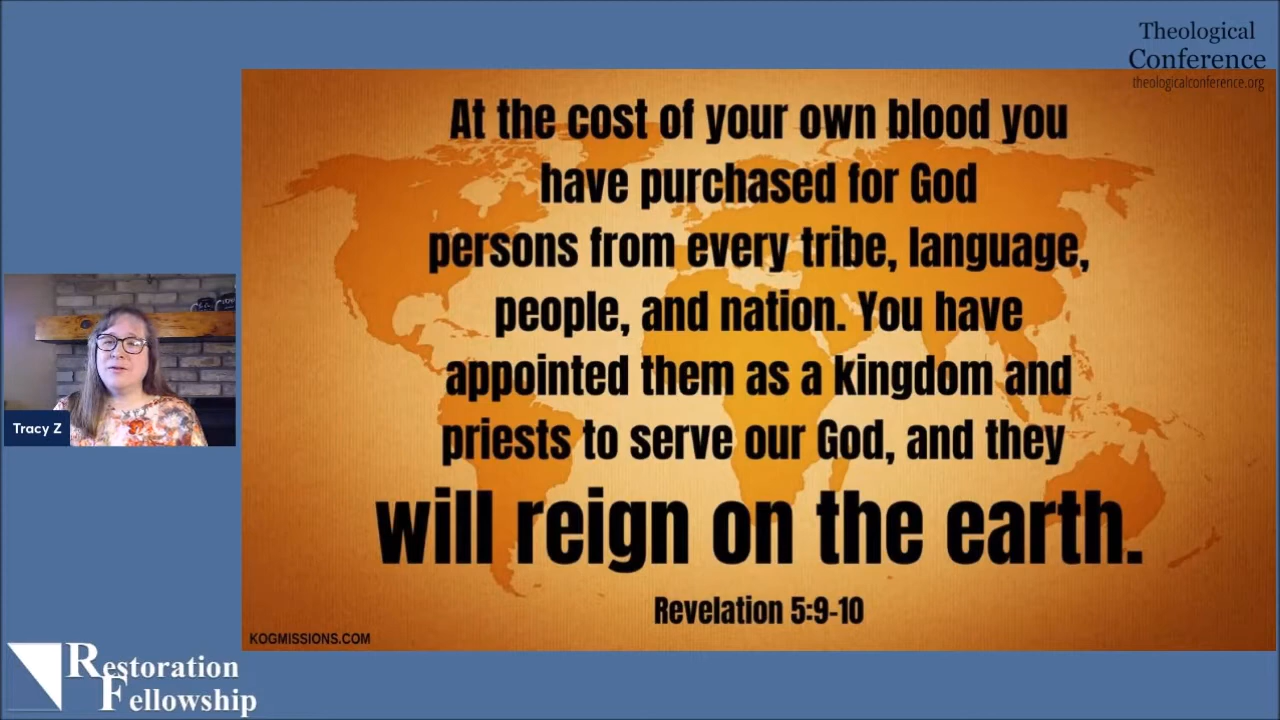 Theological
Conference
theologicalconference.org
At the cost of your own blood you
have purchased for God
persons from every tribe, language,
people, and nation. You have
appointed them as a kingdom and
priests to serve our God, and they
will reign on the earth.
Revelation 5:9-10
KOGMISSIONS.COM
Tracy Z
Restoration
Fellowship